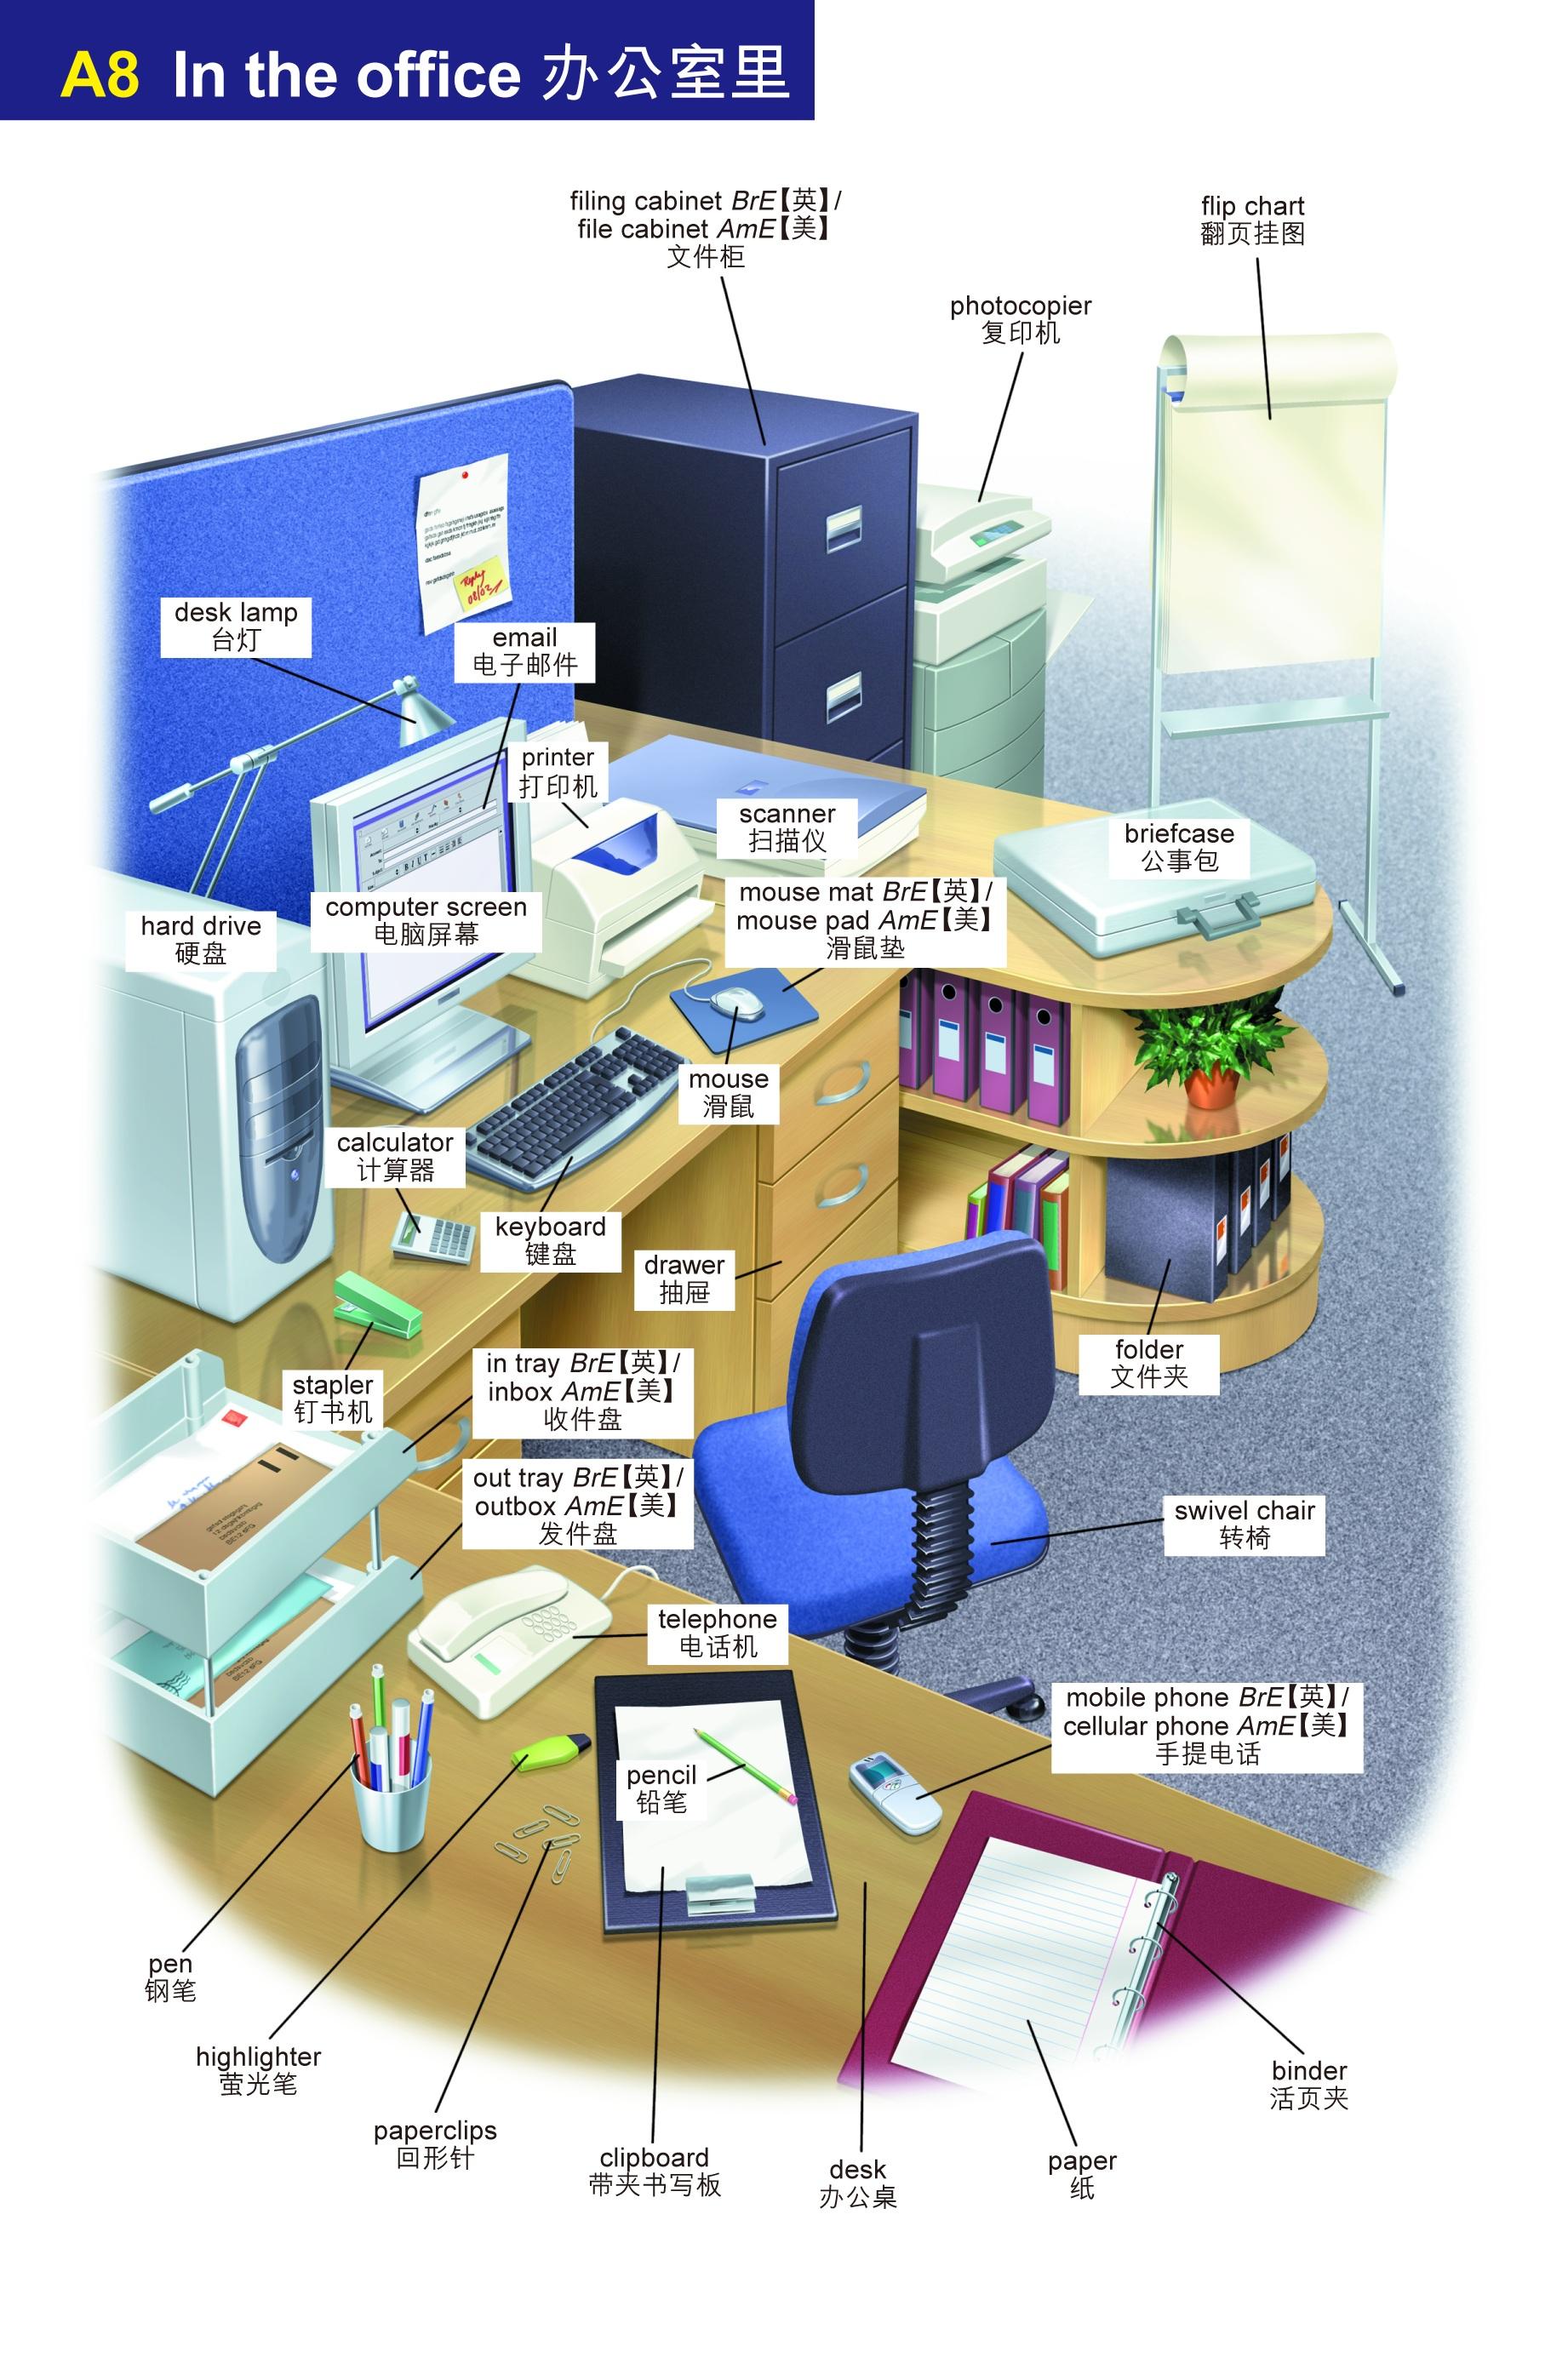 A8 In the office 办公室里
filing cabinet BrE【英】/
file cabinet AmE【美】
文件柜
flip chart
翻页挂图
photocopier
复印机
desk lamp
台灯
Reply
08/03
email
电子邮件
printer
打印机
scanner
扫描仪
briefcase
公事包
hard drive
硬盘
computer screen
电脑屏幕
mouse mat BrE【英】/
mouse pad AmE【美】
滑鼠垫
mouse
滑鼠
calculator
计算器
keyboard
键盘
drawer
抽屉
folder
文件夹
stapler
钉书机
in tray BrE【英】/
inbox AmE【美】
收件盘
out tray BrE【英】/
outbox AmE【美】
发件盘
swivel chair
转椅
telephone
电话机
mobile phone BrE【英】/
cellular phone AmE【美】
手提电话
pencil
铅笔
pen
钢笔
highlighter
萤光笔
paperclips
回形针
clipboard
带夹书写板
desk
办公桌
paper
纸
binder
活页夹